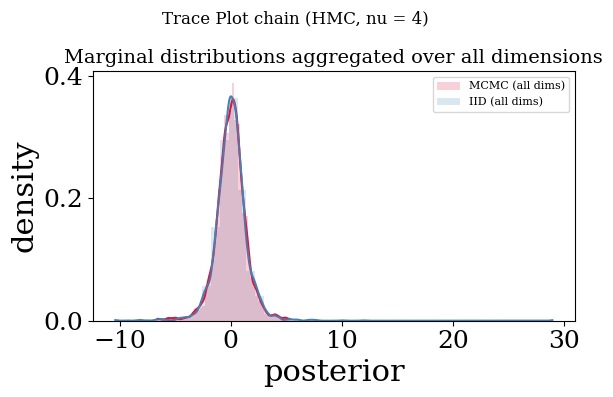 Trace Plot chain (HMC, nu = 4)
Marginal distributions aggregated over all dimensions
MCMC (all dims)
IID (all dims)
density
0.4
0.2
0.0
−10 0 10 20 30
posterior